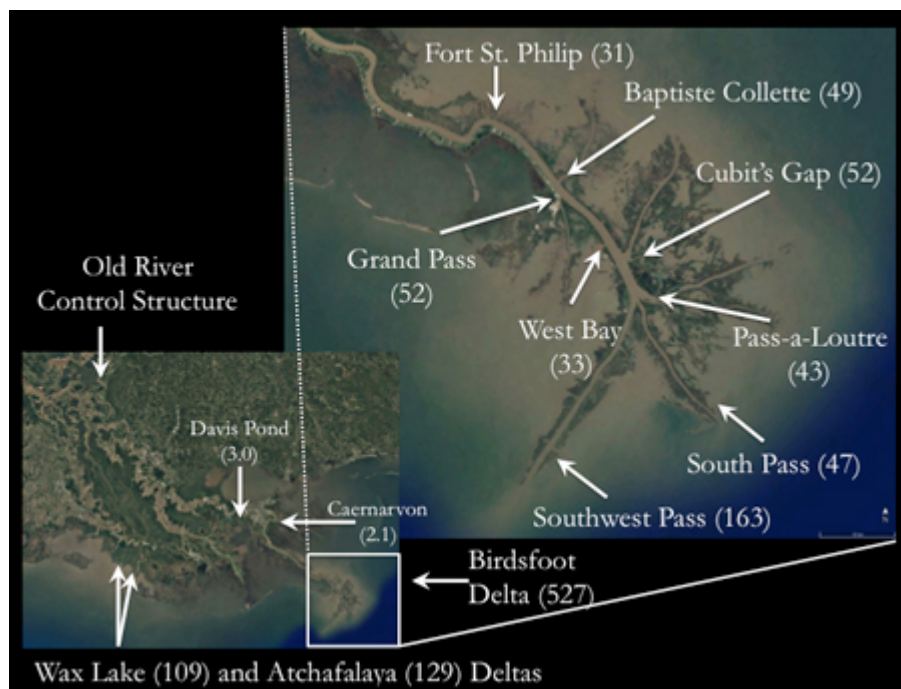 Fort St. Philip (31)
Baptiste Collette (49)
Cubit's Gap (52)
Grand Pass
(52)
West Bay
(33)
Pass-a-Loutre
(43)
South Pass (47)
Southwest Pass (163)
Old River
Control Structure
Davis Pond
(3.0)
Caernarvon
(2.1)
Birdsfoot
Delta (527)
Wax Lake (109) and Atchafalaya (129) Deltas